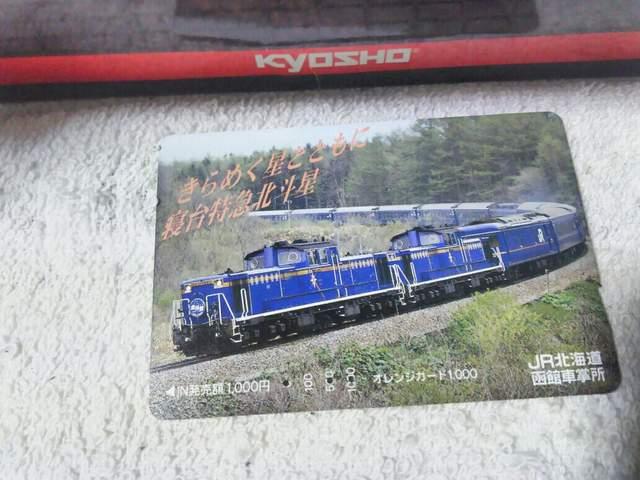 KYOSHO
きらめく星とともに
寝台特急北斗星
JR北海道
函館車掌所
◀IN発売額1,000円
100
500
オレンジカード1,000